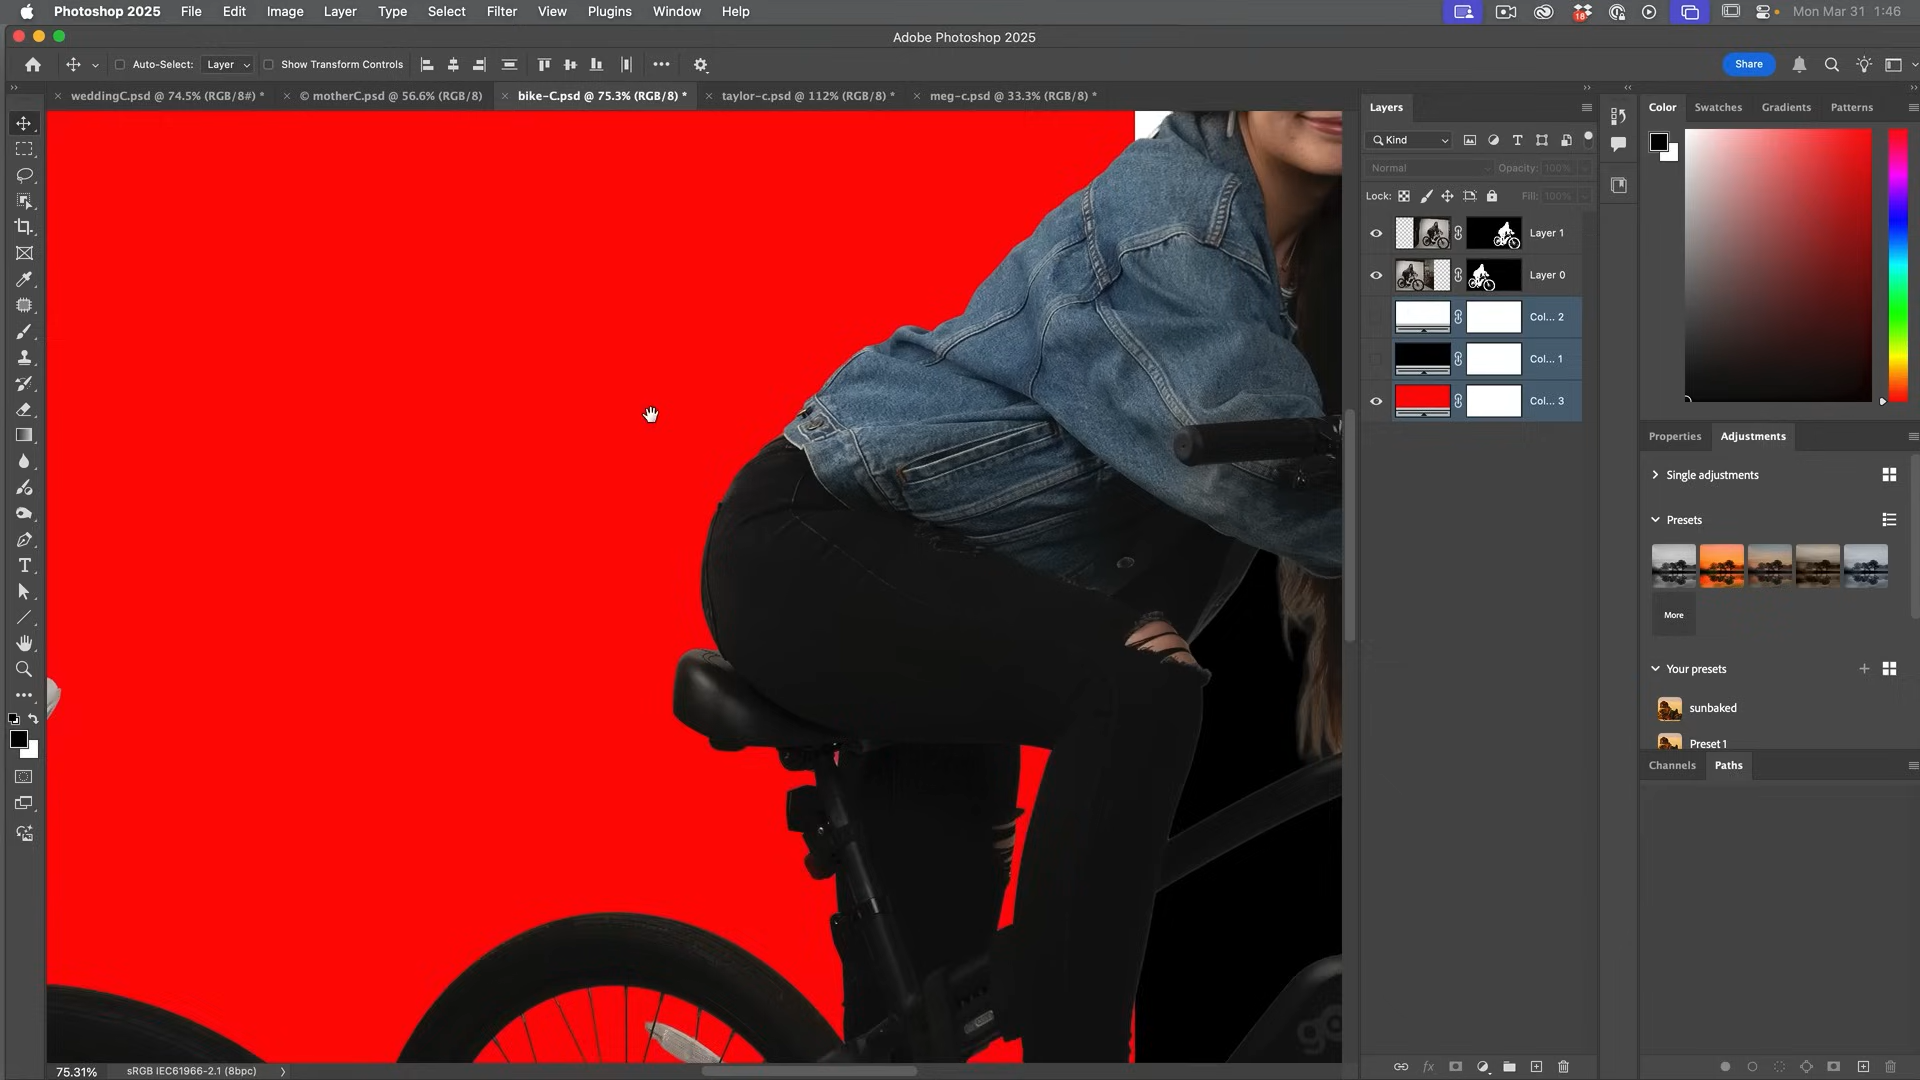 Photoshop 2025 File Edit Image Layer Type Select Filter View Plugins Window Help
18
Mon Mar 31 1:46
Adobe Photoshop 2025
Auto-Select: Layer Show Transform Controls
Share
weddingC.psd @ 74.5% (RGB/8#) *
© motherC.psd @ 56.6% (RGB/8)
bike-C.psd @ 75.3% (RGB/8) *
taylor-c.psd @ 112% (RGB/8) *
meg-c.psd @ 33.3% (RGB/8) *
Layers
Kind
Normal Opacity: 100%
Lock: Fill: 100%
Layer 1
Layer 0
Col... 2
Col... 1
Col... 3
Color Swatches Gradients Patterns
Properties Adjustments
Single adjustments
Presets
More
Your presets
sunbaked
Preset 1
Channels Paths
go
75.31% sRGB IEC61966-2.1 (8bpc)